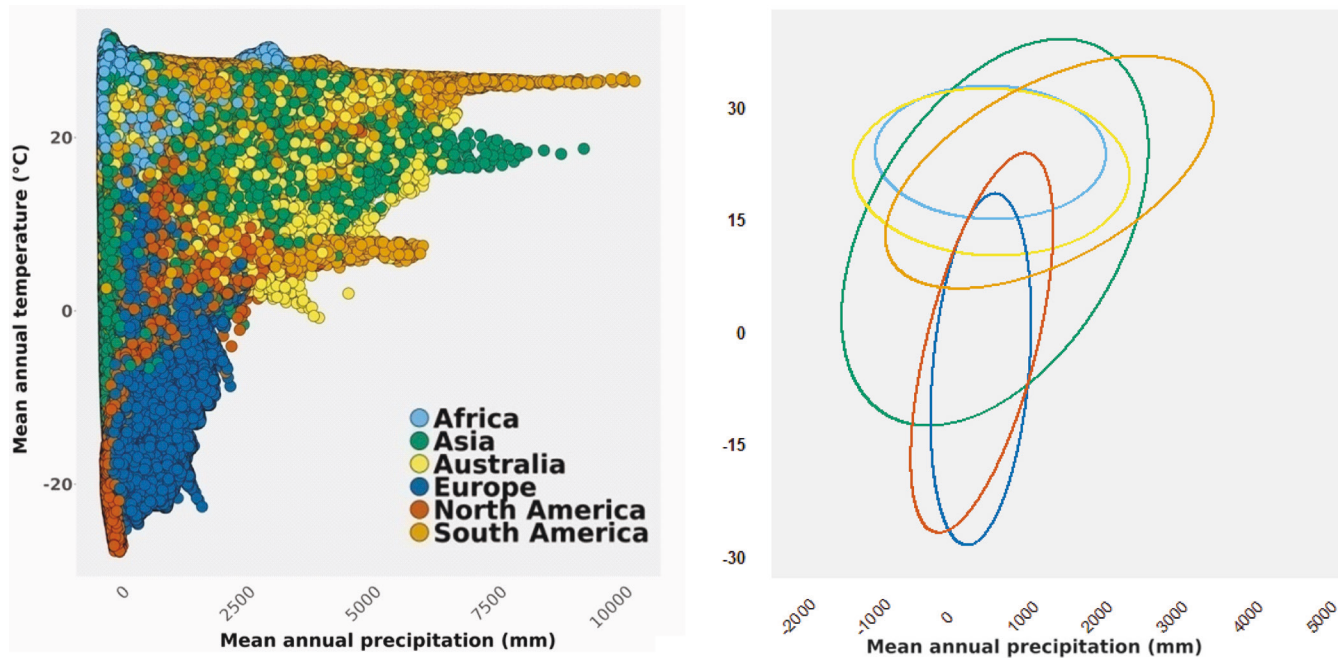 Mean annual temperature (°C)
20
0
-20
Africa
Asia
Australia
Europe
North America
South America
0
2500
5000
7500
10000
Mean annual precipitation (mm)
30
15
0
-15
-30
-2000
-1000
0
1000
2000
3000
4000
5000
Mean annual precipitation (mm)